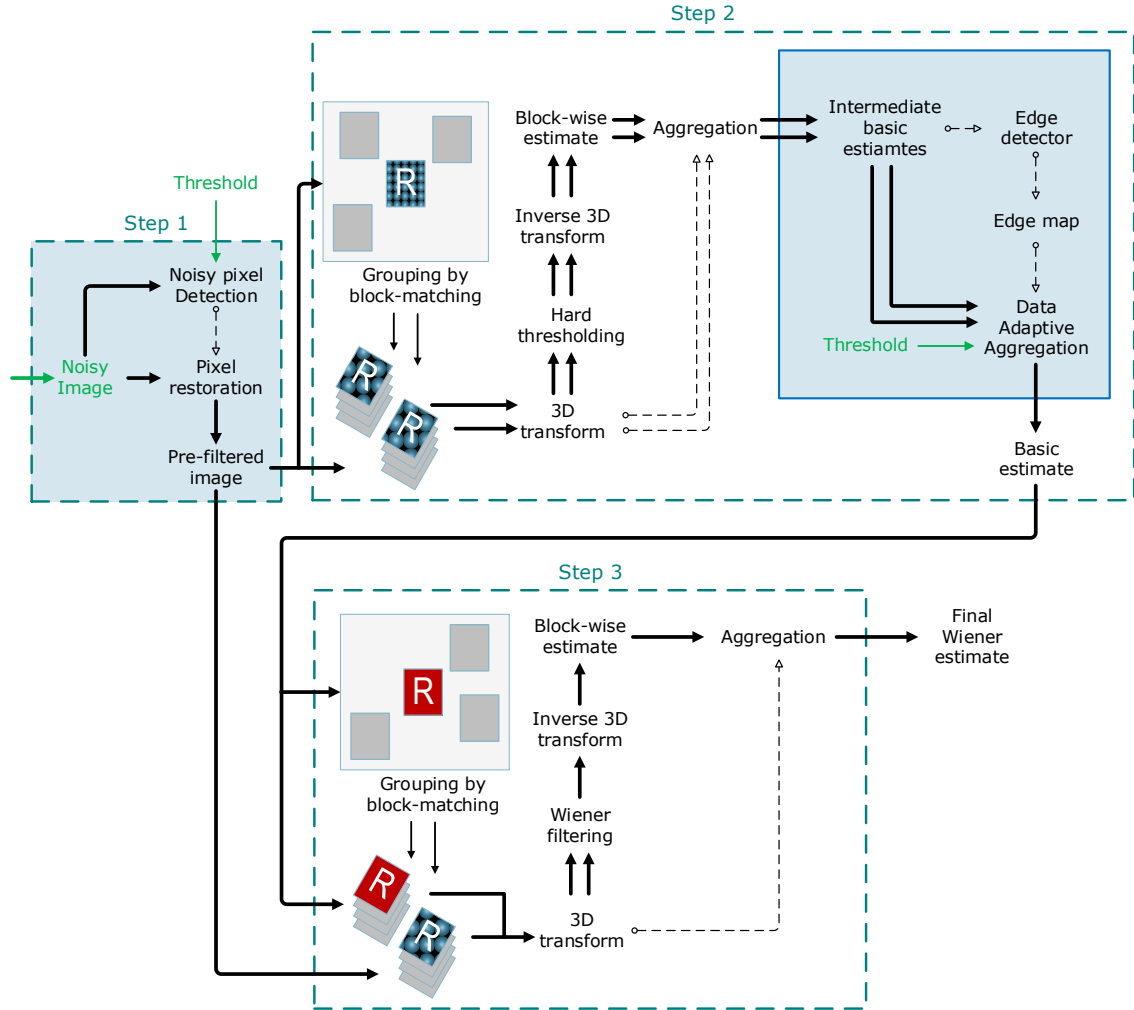 Step 1
Threshold
Noisy pixel
Detection
Noisy
Image
Pixel
restoration
Pre-filtered
image
Step 2
R
Grouping by
block-matching
R
R
3D
transform
Hard
thresholding
Inverse 3D
transform
Block-wise
estimate
Aggregation
Intermediate
basic
estiamtes
Edge
detector
Edge map
Data
Adaptive
Aggregation
Threshold
Basic
estimate
Step 3
R
Grouping by
block-matching
R
R
3D
transform
Wiener
filtering
Inverse 3D
transform
Block-wise
estimate
Aggregation
Final
Wiener
estimate